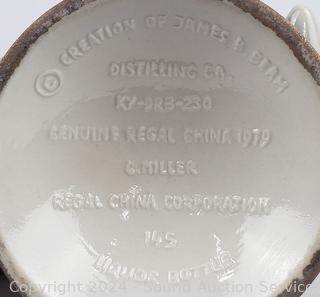 © CREATION OF JAMES B. BEAM
DISTILLING CO.
KY-DRB-230
GENUINE REGAL CHINA 1979
G. MILLER
REGAL CHINA CORPORATION
145
LIQUOR BOTTLE
Copyright © 2024 - Sound Auction Service